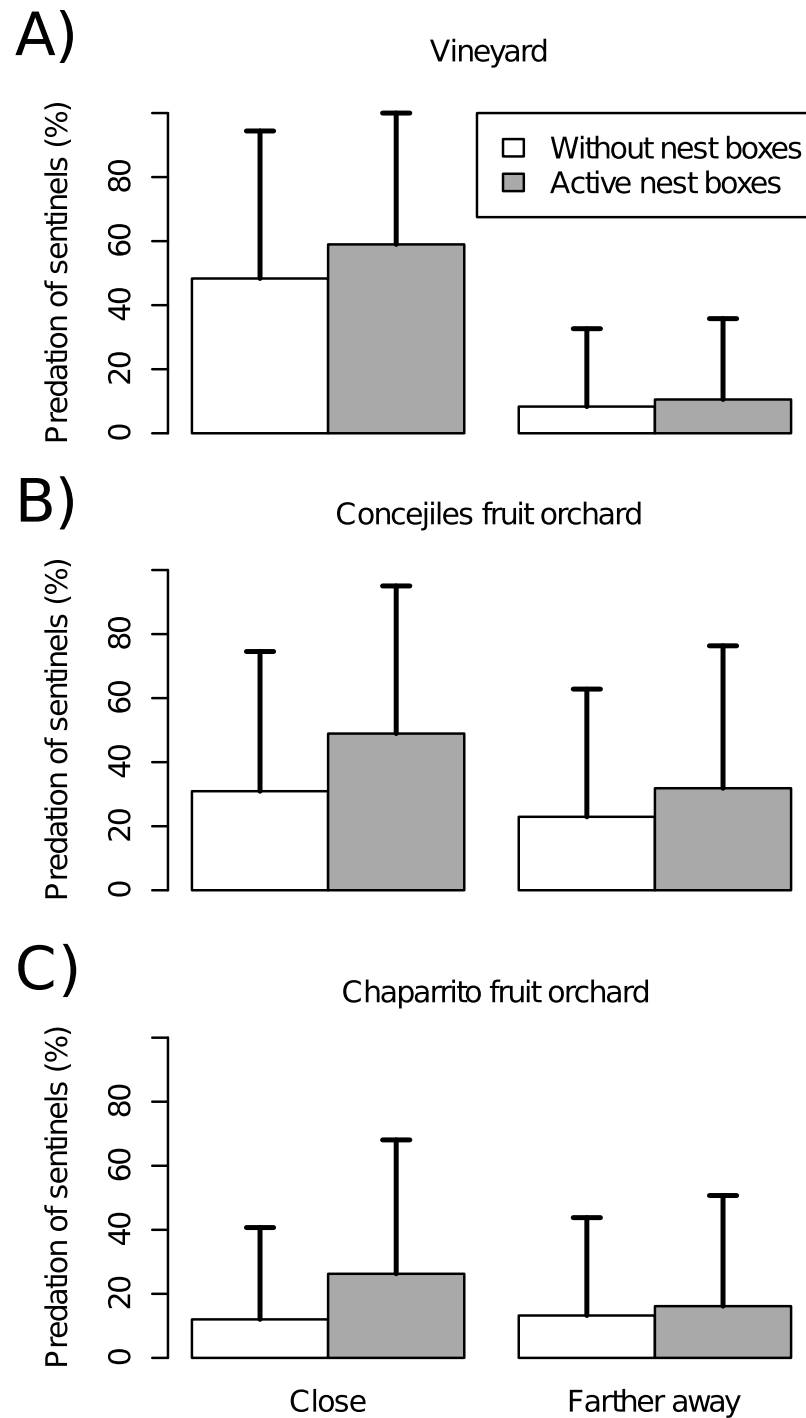 A)
Vineyard
Predation of sentinels (%)
80
60
40
20
0
Without nest boxes
Active nest boxes
B)
Concejiles fruit orchard
Predation of sentinels (%)
80
60
40
20
0
C)
Chaparrito fruit orchard
Predation of sentinels (%)
80
60
40
20
0
Close
Farther away